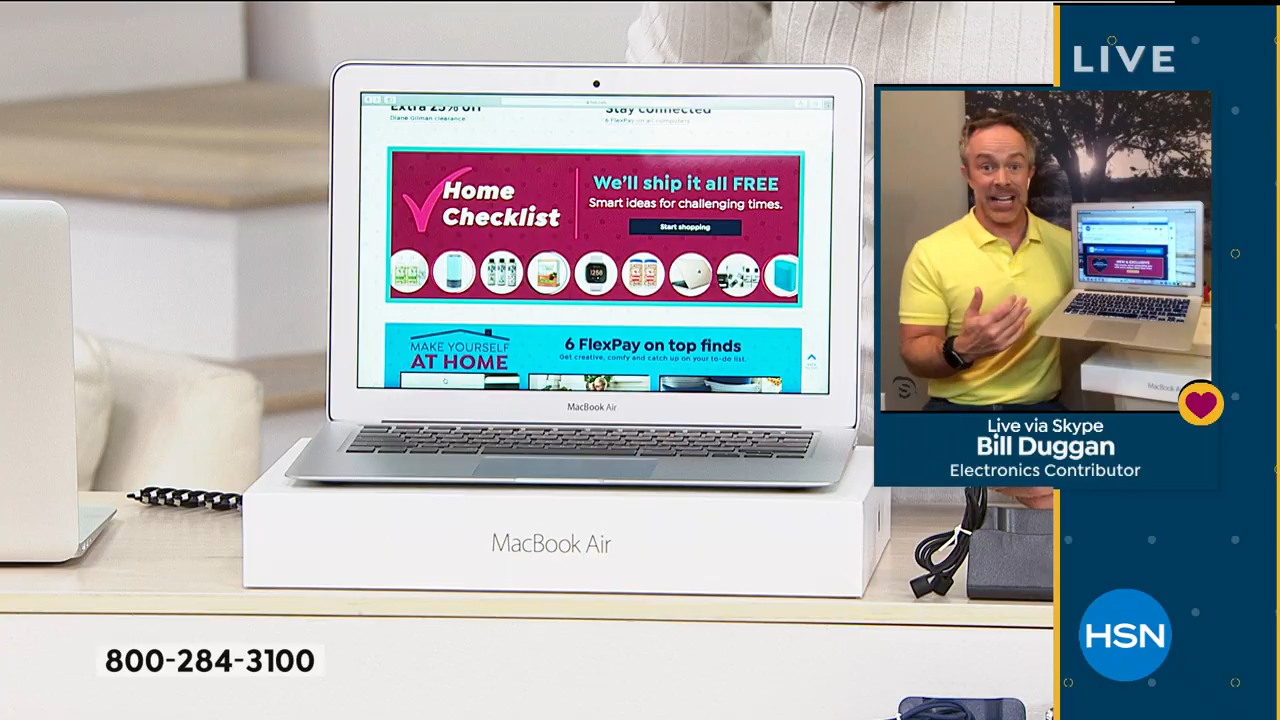 LIVE
Extra 25% off
Diane Gilman clearance
Stay connected
6 FlexPay on all computers
Home
Checklist
We'll ship it all FREE
Smart ideas for challenging times.
Start shopping
MAKE YOURSELF
AT HOME
6 FlexPay on top finds
Get creative, comfy and catch up on your to-do list.
MacBook Air
MacBook Air
Live via Skype
Bill Duggan
Electronics Contributor
HSN
800-284-3100